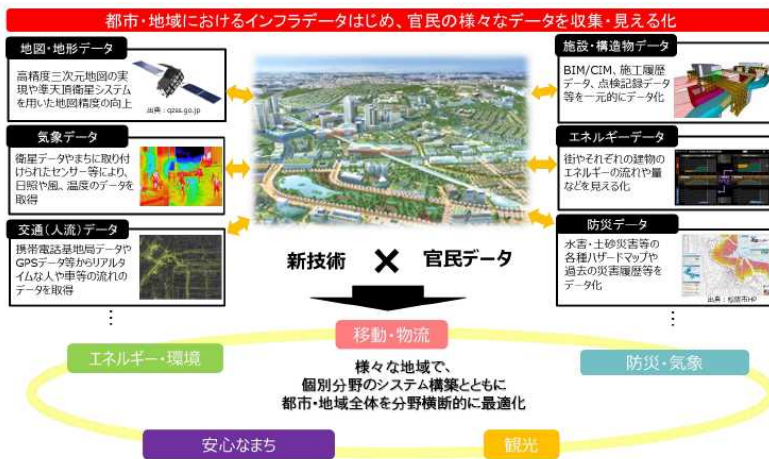 都市・地域におけるインフラデータはじめ、官民の様々なデータを収集・見える化
地図・地形データ
高精度三次元地図の実
現や準天頂衛星システム
を用いた地図精度の向上
出典：qzss.go.jp
気象データ
衛星データやまちに取り付
けられたセンサー等により、
日照や風、温度のデータを
取得
交通(人流)データ
携帯電話基地局データや
GPSデータ等からリアルタ
イムな人や車等の流れの
データを取得
⋮
施設・構造物データ
BIM/CIM、施工履歴
データ、点検記録データ
等を一元的にデータ化
エネルギーデータ
街やそれぞれの建物の
エネルギーの流れや量
などを見える化
防災データ
水害・土砂災害等の
各種ハザードマップや
過去の災害履歴等を
データ化
⋮
新技術 × 官民データ
移動・物流
エネルギー・環境
防災・気象
様々な地域で、
個別分野のシステム構築とともに
都市・地域全体を分野横断的に最適化
安心なまち
観光